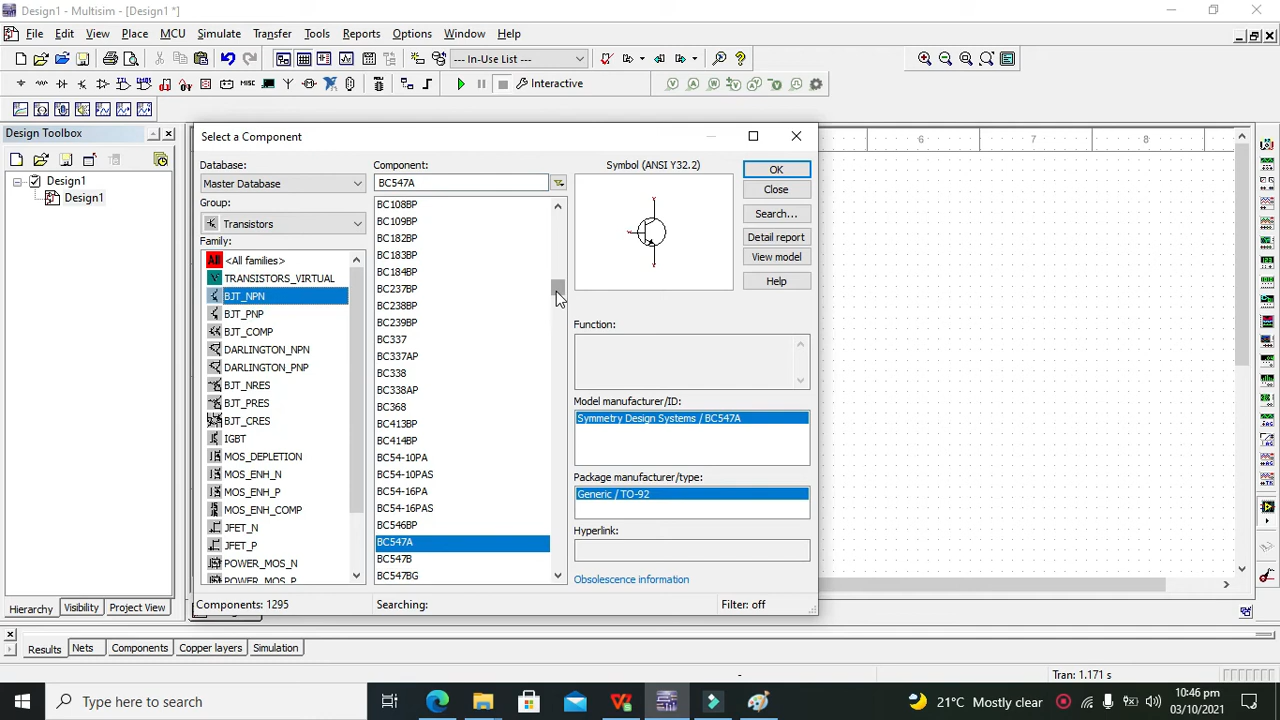 Design1 - Multisim - [Design1 *]
File Edit View Place MCU Simulate Transfer Tools Reports Options Window Help
--- In-Use List ---
Interactive
Design Toolbox
Design1
Design1
Hierarchy Visibility Project View
Select a Component
Database:
Master Database
Group:
Transistors
Family:
All <All families>
TRANSISTORS_VIRTUAL
BJT_NPN
BJT_PNP
BJT_COMP
DARLINGTON_NPN
DARLINGTON_PNP
BJT_NRES
BJT_PRES
BJT_CRES
IGBT
MOS_DEPLETION
MOS_ENH_N
MOS_ENH_P
MOS_ENH_COMP
JFET_N
JFET_P
POWER_MOS_N
POWER_MOS_P
Component:
BC547A
BC108BP
BC109BP
BC182BP
BC183BP
BC184BP
BC237BP
BC238BP
BC239BP
BC337
BC337AP
BC338
BC338AP
BC368
BC413BP
BC414BP
BC54-10PA
BC54-10PAS
BC54-16PA
BC54-16PAS
BC546BP
BC547A
BC547B
BC547BG
Symbol (ANSI Y32.2)
OK
Close
Search...
Detail report
View model
Help
Function:
Model manufacturer/ID:
Symmetry Design Systems / BC547A
Package manufacturer/type:
Generic / TO-92
Hyperlink:
Obsolescence information
Components: 1295 Searching: Filter: off
6 7 8
Results Nets Components Copper layers Simulation
- Tran: 1.171 s
Type here to search
21°C Mostly clear
10:46 pm
03/10/2021